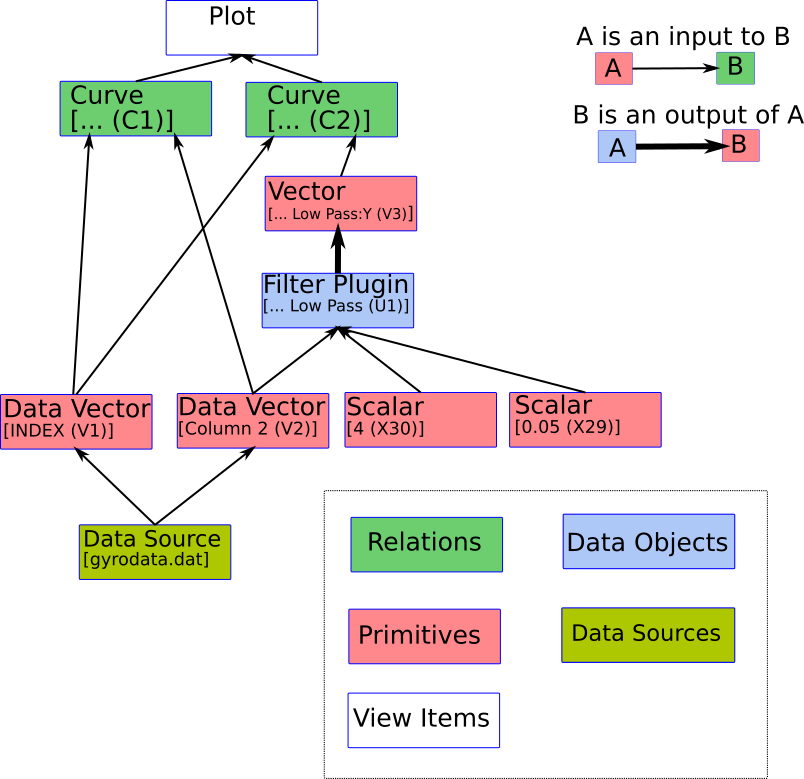 Plot
A is an input to B
A
B
B is an output of A
A
B
Curve
[... (C1)]
Curve
[... (C2)]
Vector
[... Low Pass:Y (V3)]
Filter Plugin
[... Low Pass (U1)]
Data Vector
[INDEX (V1)]
Data Vector
[Column 2 (V2)]
Scalar
[4 (X30)]
Scalar
[0.05 (X29)]
Data Source
[gyrodata.dat]
Relations
Data Objects
Primitives
Data Sources
View Items